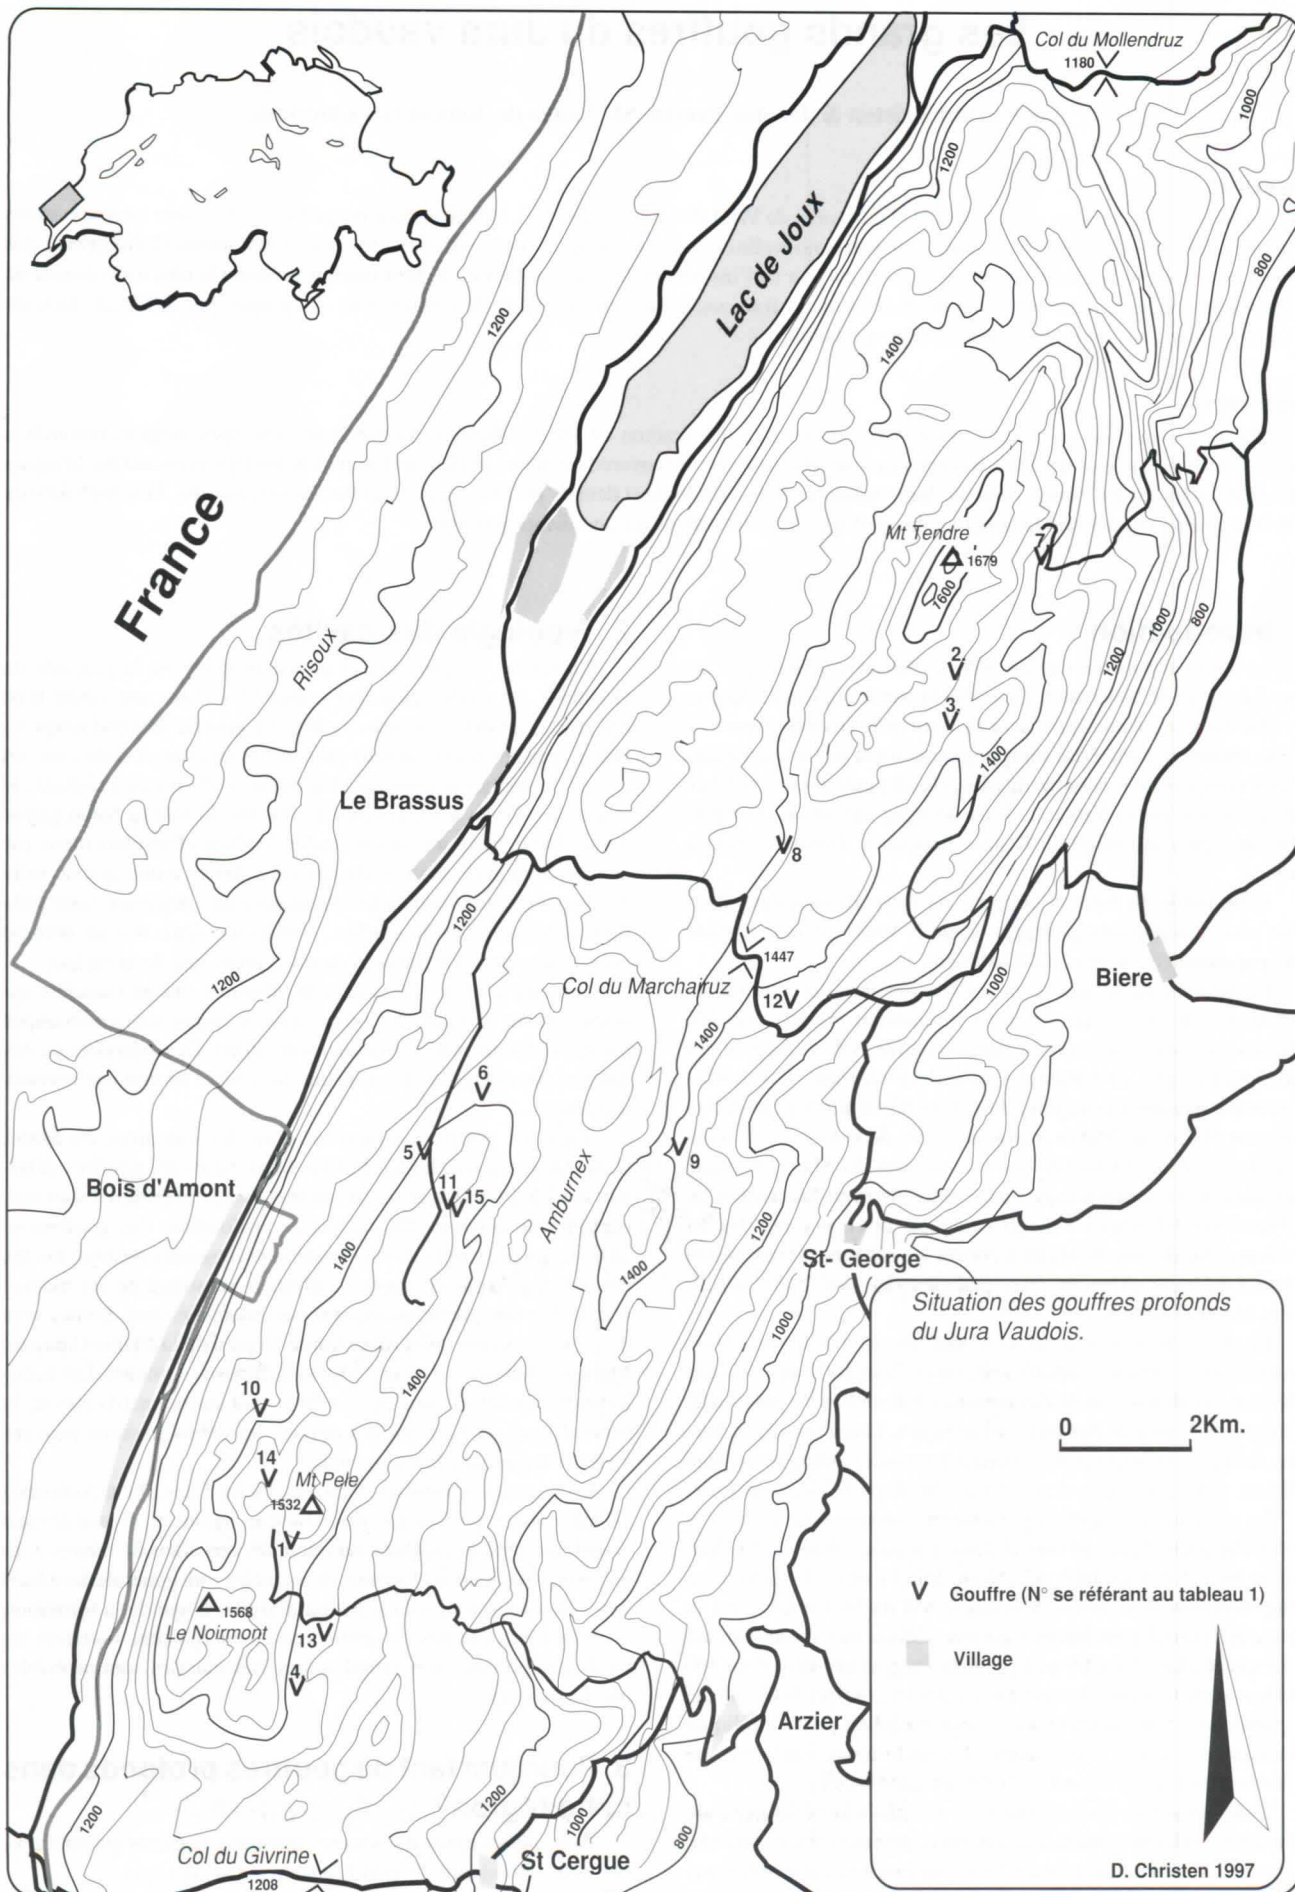 Col du Mollendruz
1180
1000
1200
800
Lac de Joux
1200
1400
France
Mt Tendre
1679
7
1600
Risoux
1000
800
1200
2.
3.
1400
Le Brassus
8
1200
1447
Col du Marchairuz
12
Biere
1200
1000
1400
6
5
9
Bois d'Amont
11
15
Amburnex
1200
1400
St- George
1400
1000
Situation des gouffres profonds
du Jura Vaudois.
1400
10
0 2Km.
14
Mt Pele
1532
1
V Gouffre (N° se référant au tableau 1)
1568
Le Noirmont
13
Village
4
Arzier
1200
1200
1000
800
Col du Givrine
1208
St Cergue
D. Christen 1997